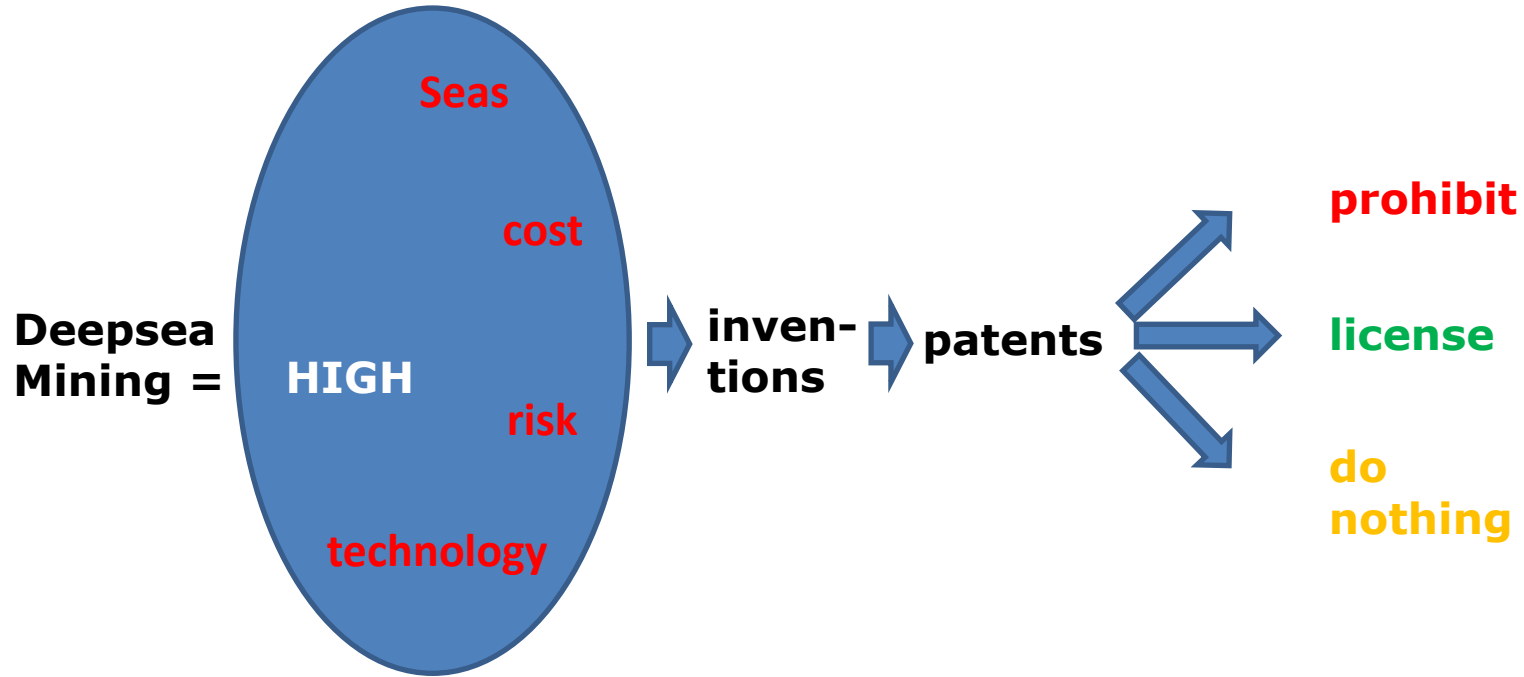 Deepsea
Mining =
HIGH
Seas
cost
risk
technology
inven-
tions
patents
prohibit
license
do
nothing